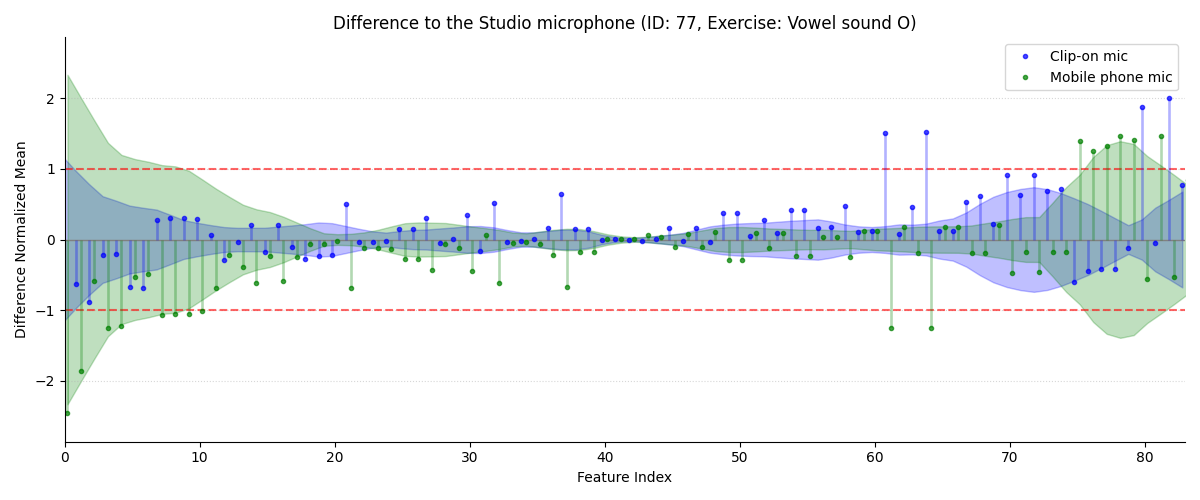 Difference to the Studio microphone (ID: 77, Exercise: Vowel sound O)
Clip-on mic
Mobile phone mic
Difference Normalized Mean
2
1
0
−1
−2
0 10 20 30 40 50 60 70 80
Feature Index